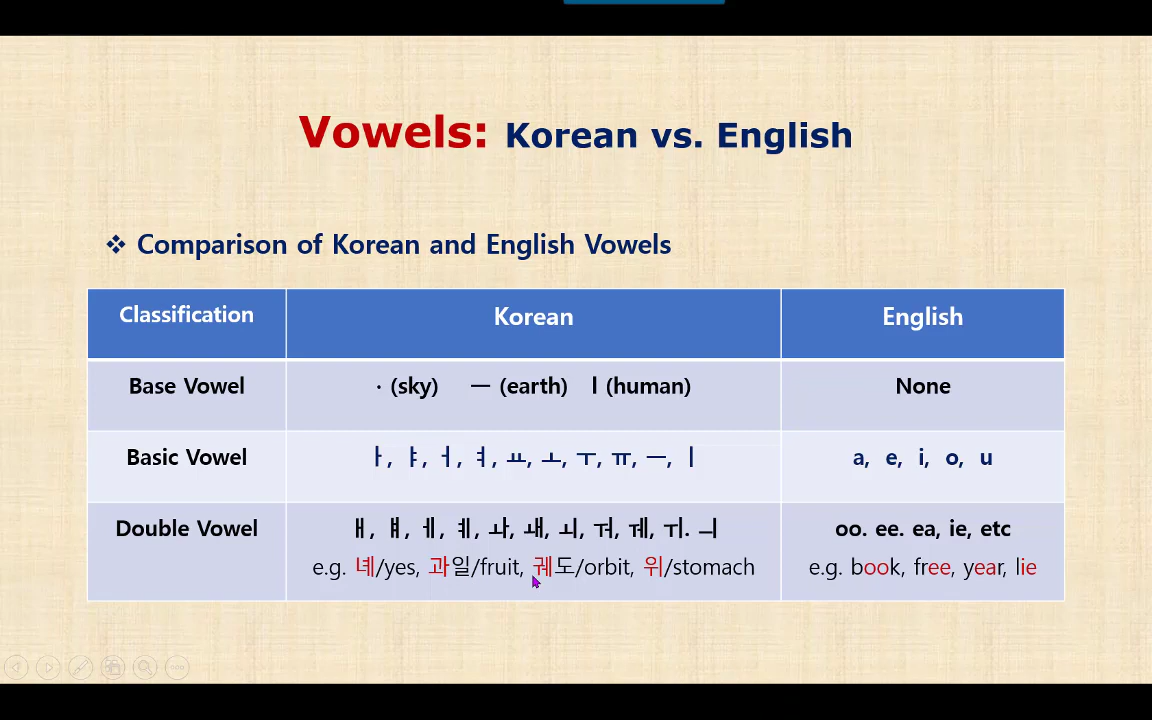 Vowels: Korean vs. English
❖ Comparison of Korean and English Vowels
Classification Korean English
Base Vowel · (sky) ㅡ (earth) ㅣ (human) None
Basic Vowel ㅏ, ㅑ, ㅓ, ㅕ, ㅛ, ㅗ, ㅜ, ㅠ, ㅡ, ㅣ a, e, i, o, u
Double Vowel ㅐ, ㅒ, ㅔ, ㅖ, ㅘ, ㅙ, ㅚ, ㅝ, ㅞ, ㅟ. ㅢ oo. ee. ea, ie, etc
e.g. 녜/yes, 과일/fruit, 궤도/orbit, 위/stomach e.g. book, free, year, lie